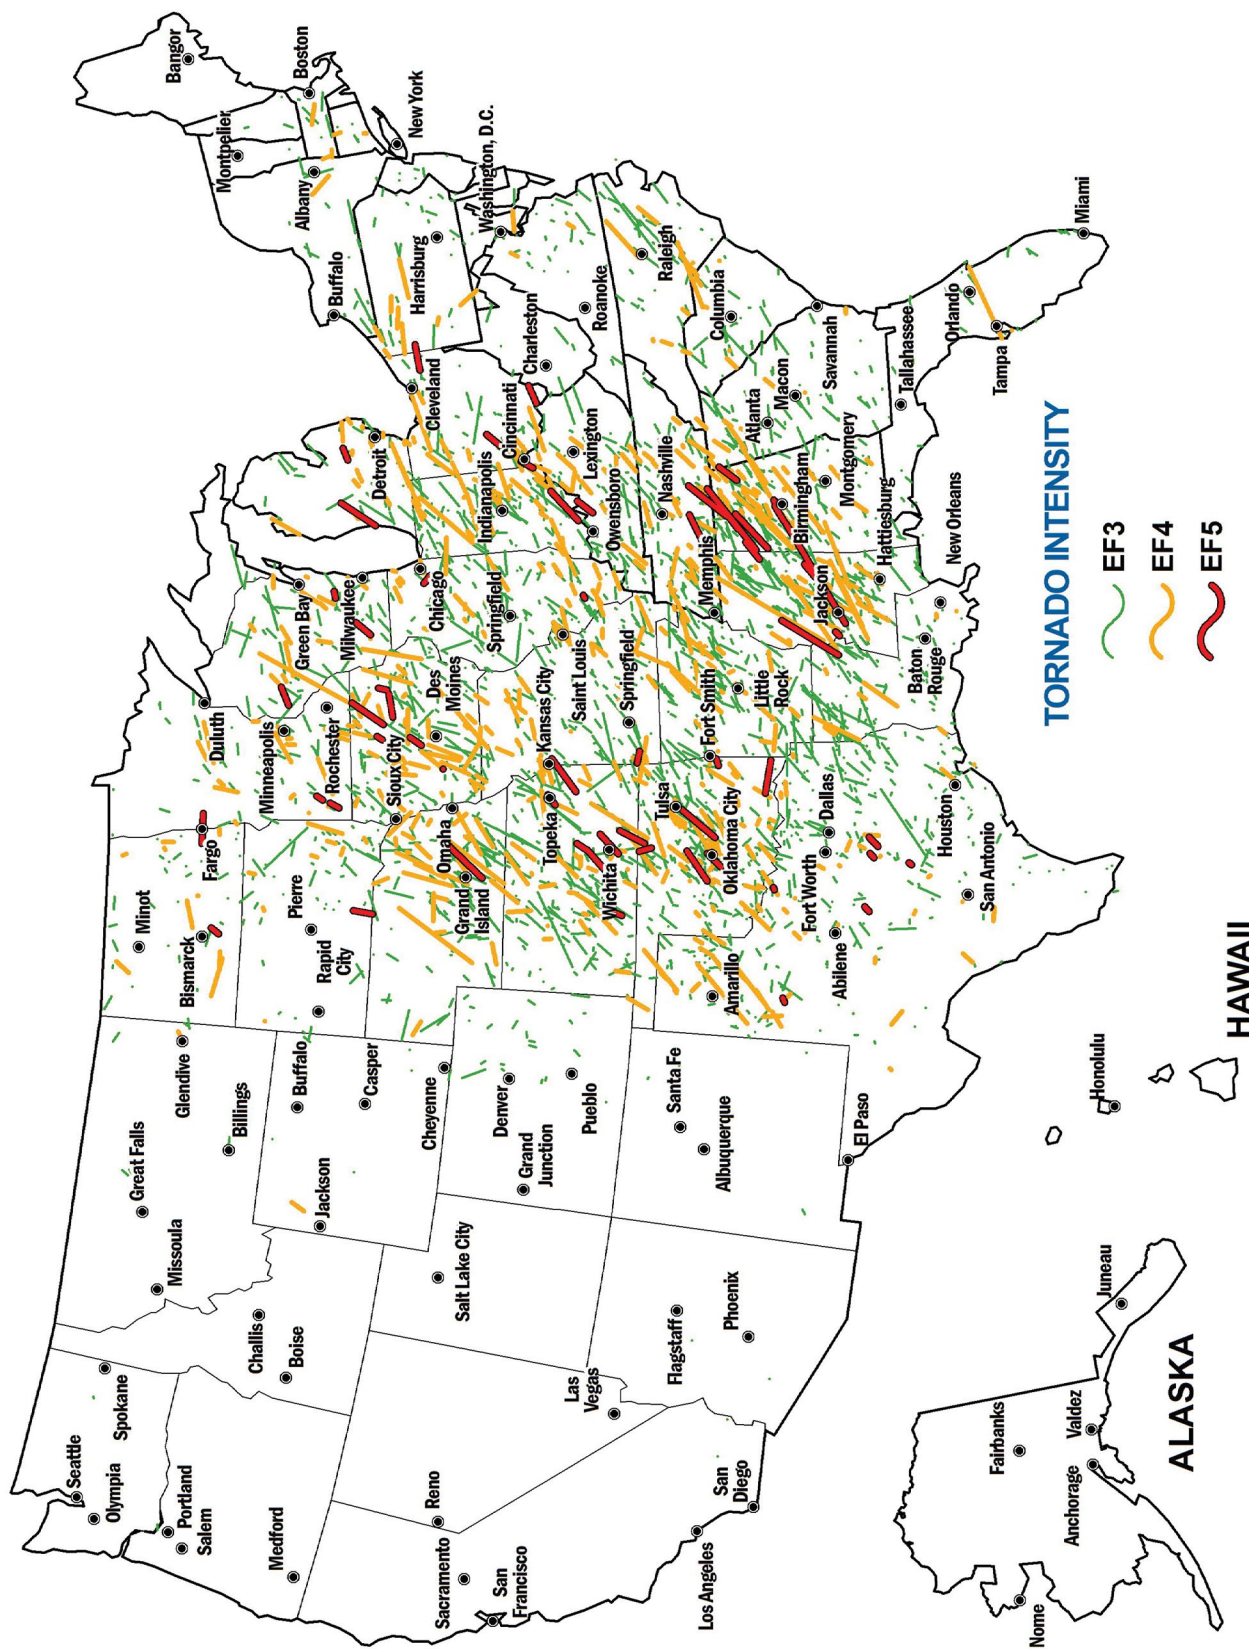 Seattle
Olympia
Spokane
Portland
Salem
Medford
Missoula
Great Falls
Glendive
Billings
Challis
Boise
Buffalo
Jackson
Casper
Cheyenne
Reno
Sacramento
San
Francisco
Las
Vegas
Los Angeles
San
Diego
Salt Lake City
Grand
Junction
Denver
Pueblo
Flagstaff
Phoenix
Santa Fe
Albuquerque
El Paso
Minot
Bismarck
Fargo
Pierre
Rapid
City
Duluth
Minneapolis
Rochester
Sioux City
Omaha
Grand
Island
Des
Moines
Green Bay
Milwaukee
Chicago
Springfield
Kansas City
Topeka
Wichita
Saint Louis
Springfield
Tulsa
Oklahoma City
Amarillo
Fort Smith
Little
Rock
Dallas
Fort Worth
Abilene
Houston
San Antonio
Baton
Rouge
New Orleans
Memphis
Jackson
Hattiesburg
Birmingham
Montgomery
Nashville
Owensboro
Lexington
Indianapolis
Cincinnati
Cleveland
Detroit
Charleston
Roanoke
Raleigh
Columbia
Atlanta
Macon
Savannah
Tallahassee
Orlando
Tampa
Miami
Buffalo
Harrisburg
Washington, D.C.
Albany
Montpelier
Bangor
Boston
New York
TORNADO INTENSITY
EF3
EF4
EF5
Nome
Fairbanks
Anchorage
Valdez
Juneau
ALASKA
Honolulu
HAWAII